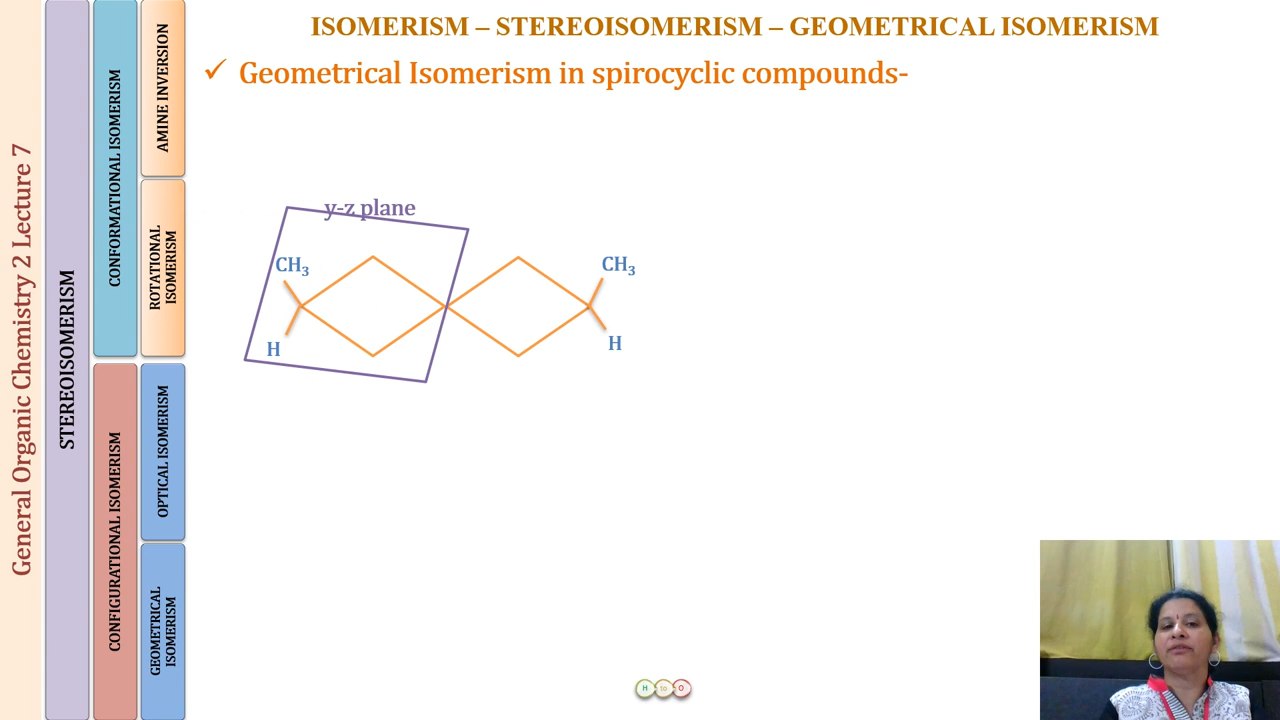 ISOMERISM – STEREOISOMERISM – GEOMETRICAL ISOMERISM
✓ Geometrical Isomerism in spirocyclic compounds-
General Organic Chemistry 2 Lecture 7
STEREOISOMERISM
CONFORMATIONAL ISOMERISM
CONFIGURATIONAL ISOMERISM
AMINE INVERSION
ROTATIONAL
ISOMERISM
OPTICAL ISOMERISM
GEOMETRICAL
ISOMERISM
y-z plane
CH₃
CH₃
H
H
H to O